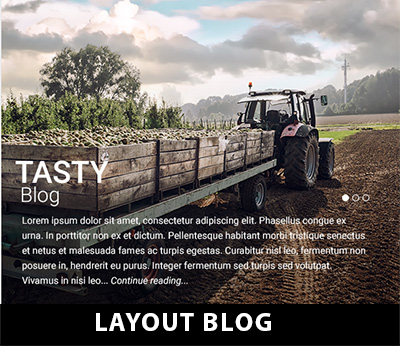 TASTY
Blog
Lorem ipsum dolor sit amet, consectetur adipiscing elit. Phasellus congue ex
urna. In porttitor non ex et dictum. Pellentesque habitant morbi tristique senectus
et netus et malesuada fames ac turpis egestas. Curabitur nisl leo, fermentum non
posuere in, hendrerit eu purus. Integer fermentum sed turpis sed volutpat.
Vivamus in nisi leo... Continue reading...
LAYOUT BLOG